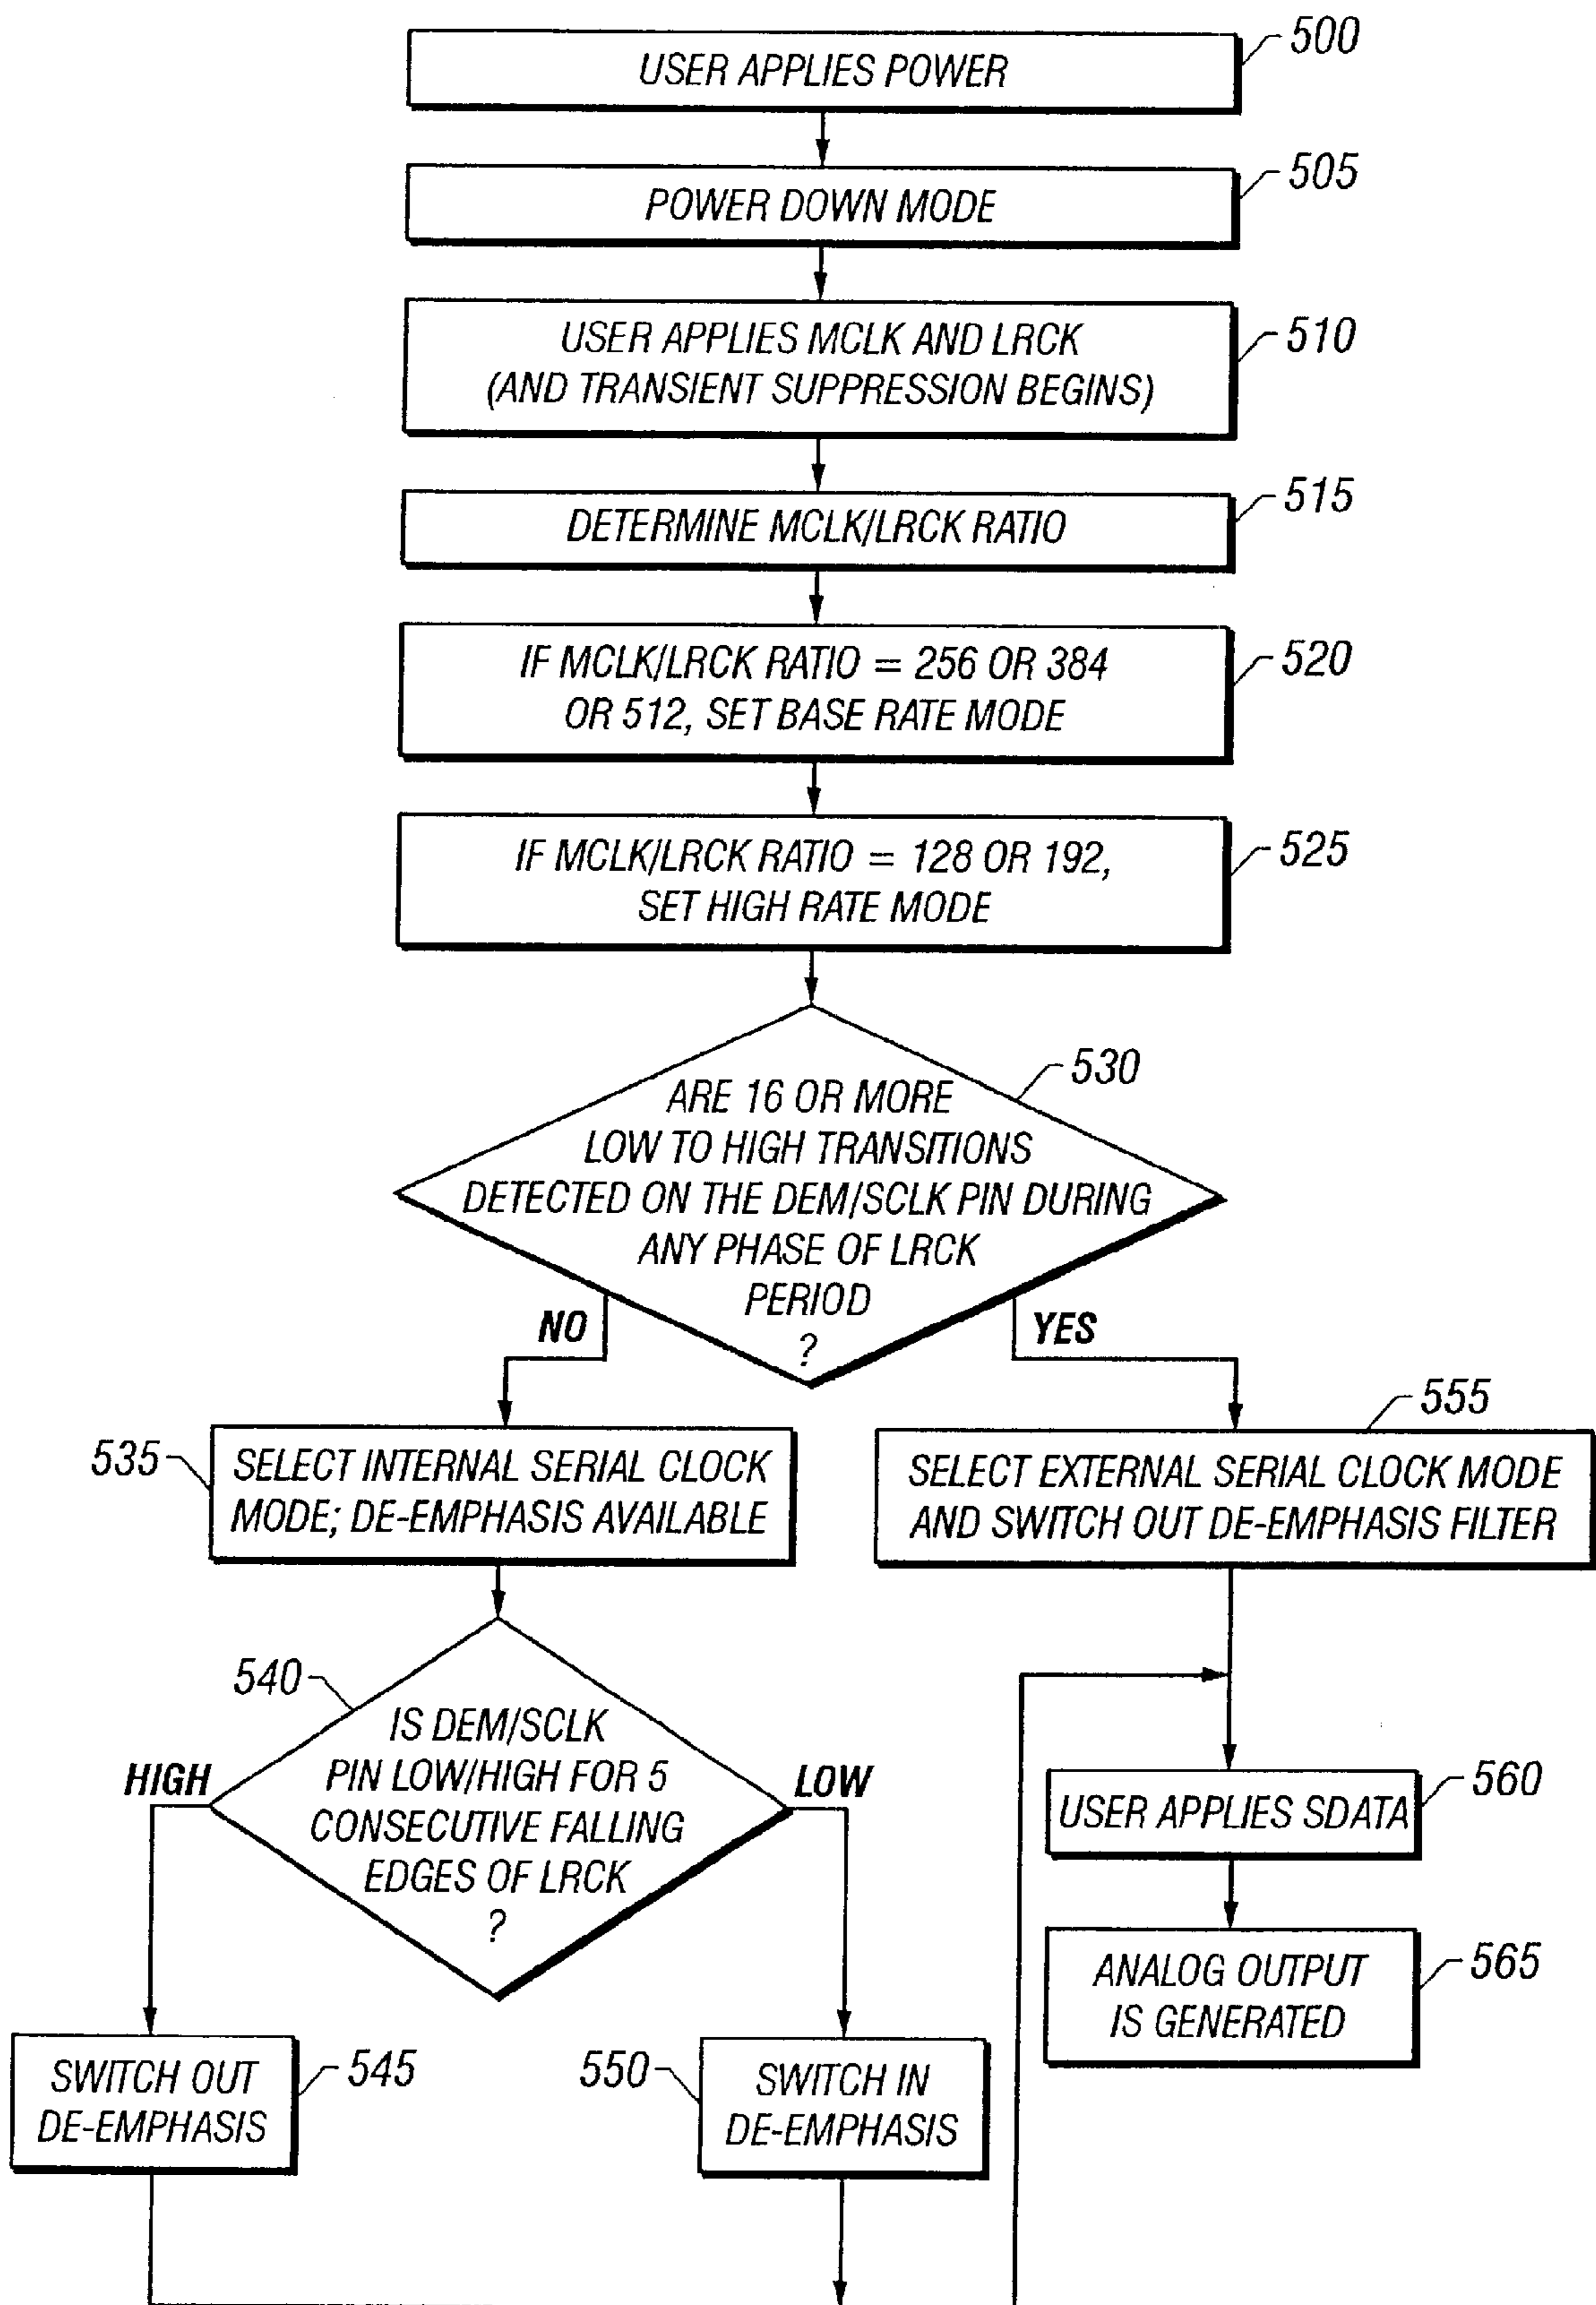 USER APPLIES POWER
500
POWER DOWN MODE
505
USER APPLIES MCLK AND LRCK
(AND TRANSIENT SUPPRESSION BEGINS)
510
DETERMINE MCLK/LRCK RATIO
515
IF MCLK/LRCK RATIO = 256 OR 384
OR 512, SET BASE RATE MODE
520
IF MCLK/LRCK RATIO = 128 OR 192,
SET HIGH RATE MODE
525
ARE 16 OR MORE
LOW TO HIGH TRANSITIONS
DETECTED ON THE DEM/SCLK PIN DURING
ANY PHASE OF LRCK
PERIOD
?
530
NO
YES
535
SELECT INTERNAL SERIAL CLOCK
MODE; DE-EMPHASIS AVAILABLE
555
SELECT EXTERNAL SERIAL CLOCK MODE
AND SWITCH OUT DE-EMPHASIS FILTER
540
IS DEM/SCLK
PIN LOW/HIGH FOR 5
CONSECUTIVE FALLING
EDGES OF LRCK
?
HIGH
LOW
USER APPLIES SDATA
560
ANALOG OUTPUT
IS GENERATED
565
SWITCH OUT
DE-EMPHASIS
545
550
SWITCH IN
DE-EMPHASIS